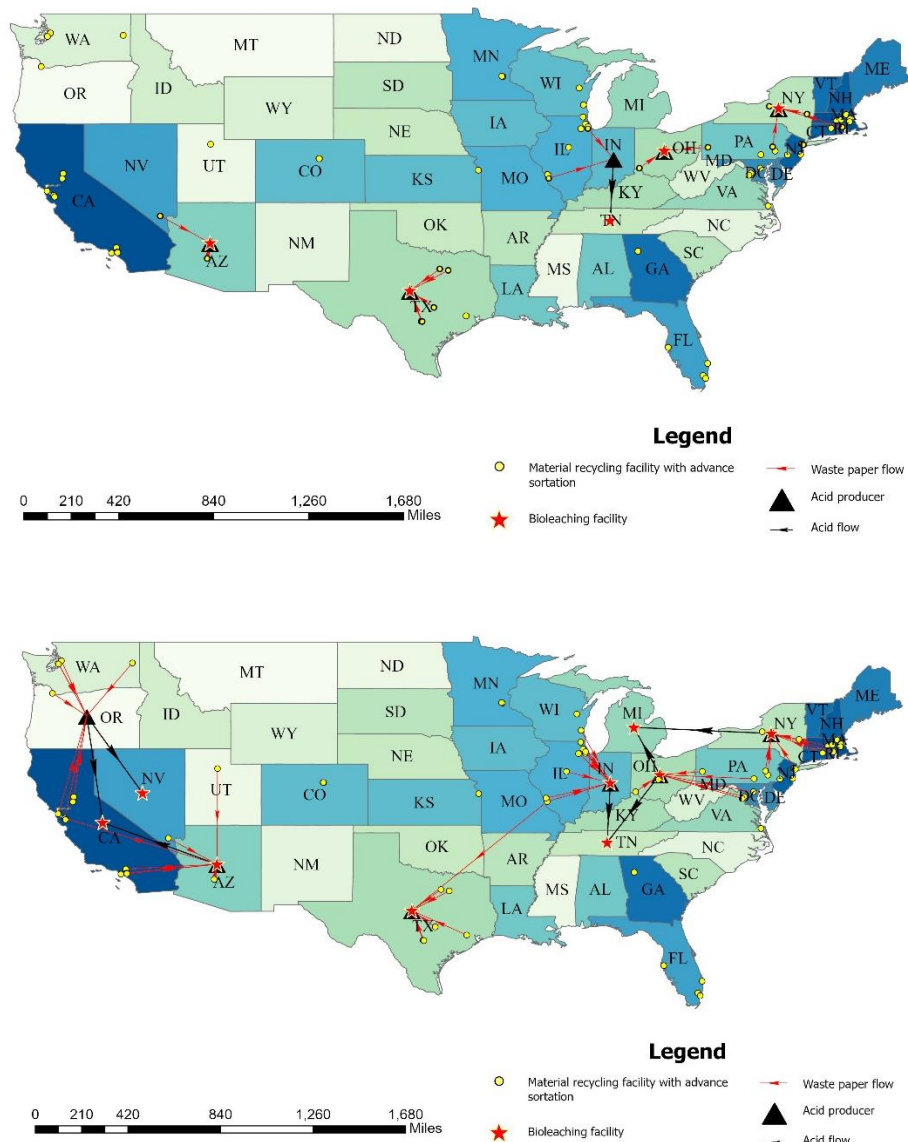 WA
MT
ND
MN
VT
ME
OR
ID
SD
WI
MI
NY
NH
MA
WY
IA
CT
RI
NE
PA
NJ
NV
UT
IL
IN
OH
MD
DC
DE
CA
CO
KS
MO
WV
KY
VA
TN
NC
AZ
NM
OK
AR
SC
MS
AL
GA
LA
TX
FL
Legend
Material recycling facility with advance
sortation
Waste paper flow
Acid producer
Bioleaching facility
Acid flow
0 210 420 840 1,260 1,680
Miles
WA
MT
ND
MN
VT
ME
OR
ID
SD
WI
MI
NY
NH
MA
WY
IA
CT
RI
NE
PA
NJ
NV
UT
IL
IN
OH
MD
DC
DE
CA
CO
KS
MO
WV
KY
VA
TN
NC
AZ
NM
OK
AR
SC
MS
AL
GA
LA
TX
FL
Legend
Material recycling facility with advance
sortation
Waste paper flow
Acid producer
Bioleaching facility
Acid flow
0 210 420 840 1,260 1,680
Miles